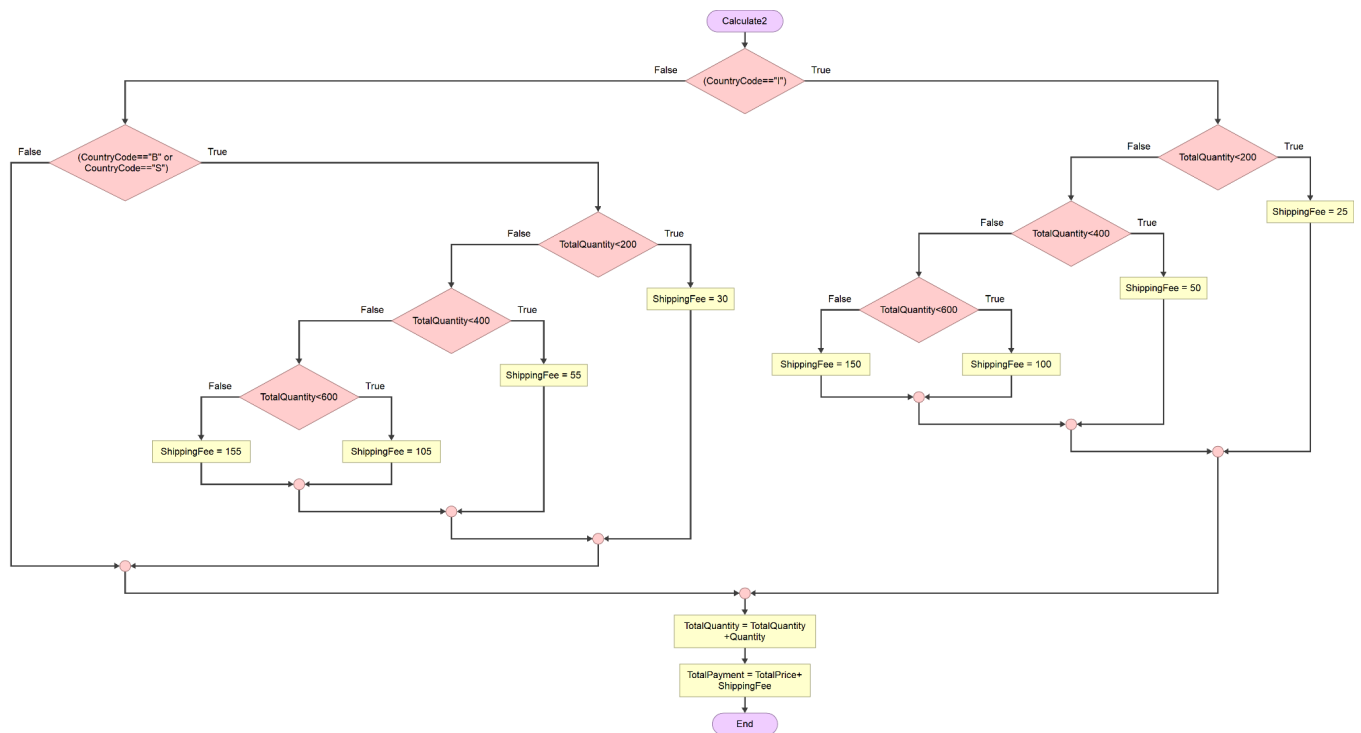 Calculate2
False
True
(CountryCode=="I")
False
(CountryCode=="B" or
CountryCode=="S")
True
False
TotalQuantity<200
True
ShippingFee = 25
False
TotalQuantity<400
True
ShippingFee = 50
False
TotalQuantity<600
True
ShippingFee = 150
ShippingFee = 100
False
TotalQuantity<200
True
ShippingFee = 30
False
TotalQuantity<400
True
ShippingFee = 55
False
TotalQuantity<600
True
ShippingFee = 155
ShippingFee = 105
TotalQuantity = TotalQuantity
+Quantity
TotalPayment = TotalPrice+
ShippingFee
End